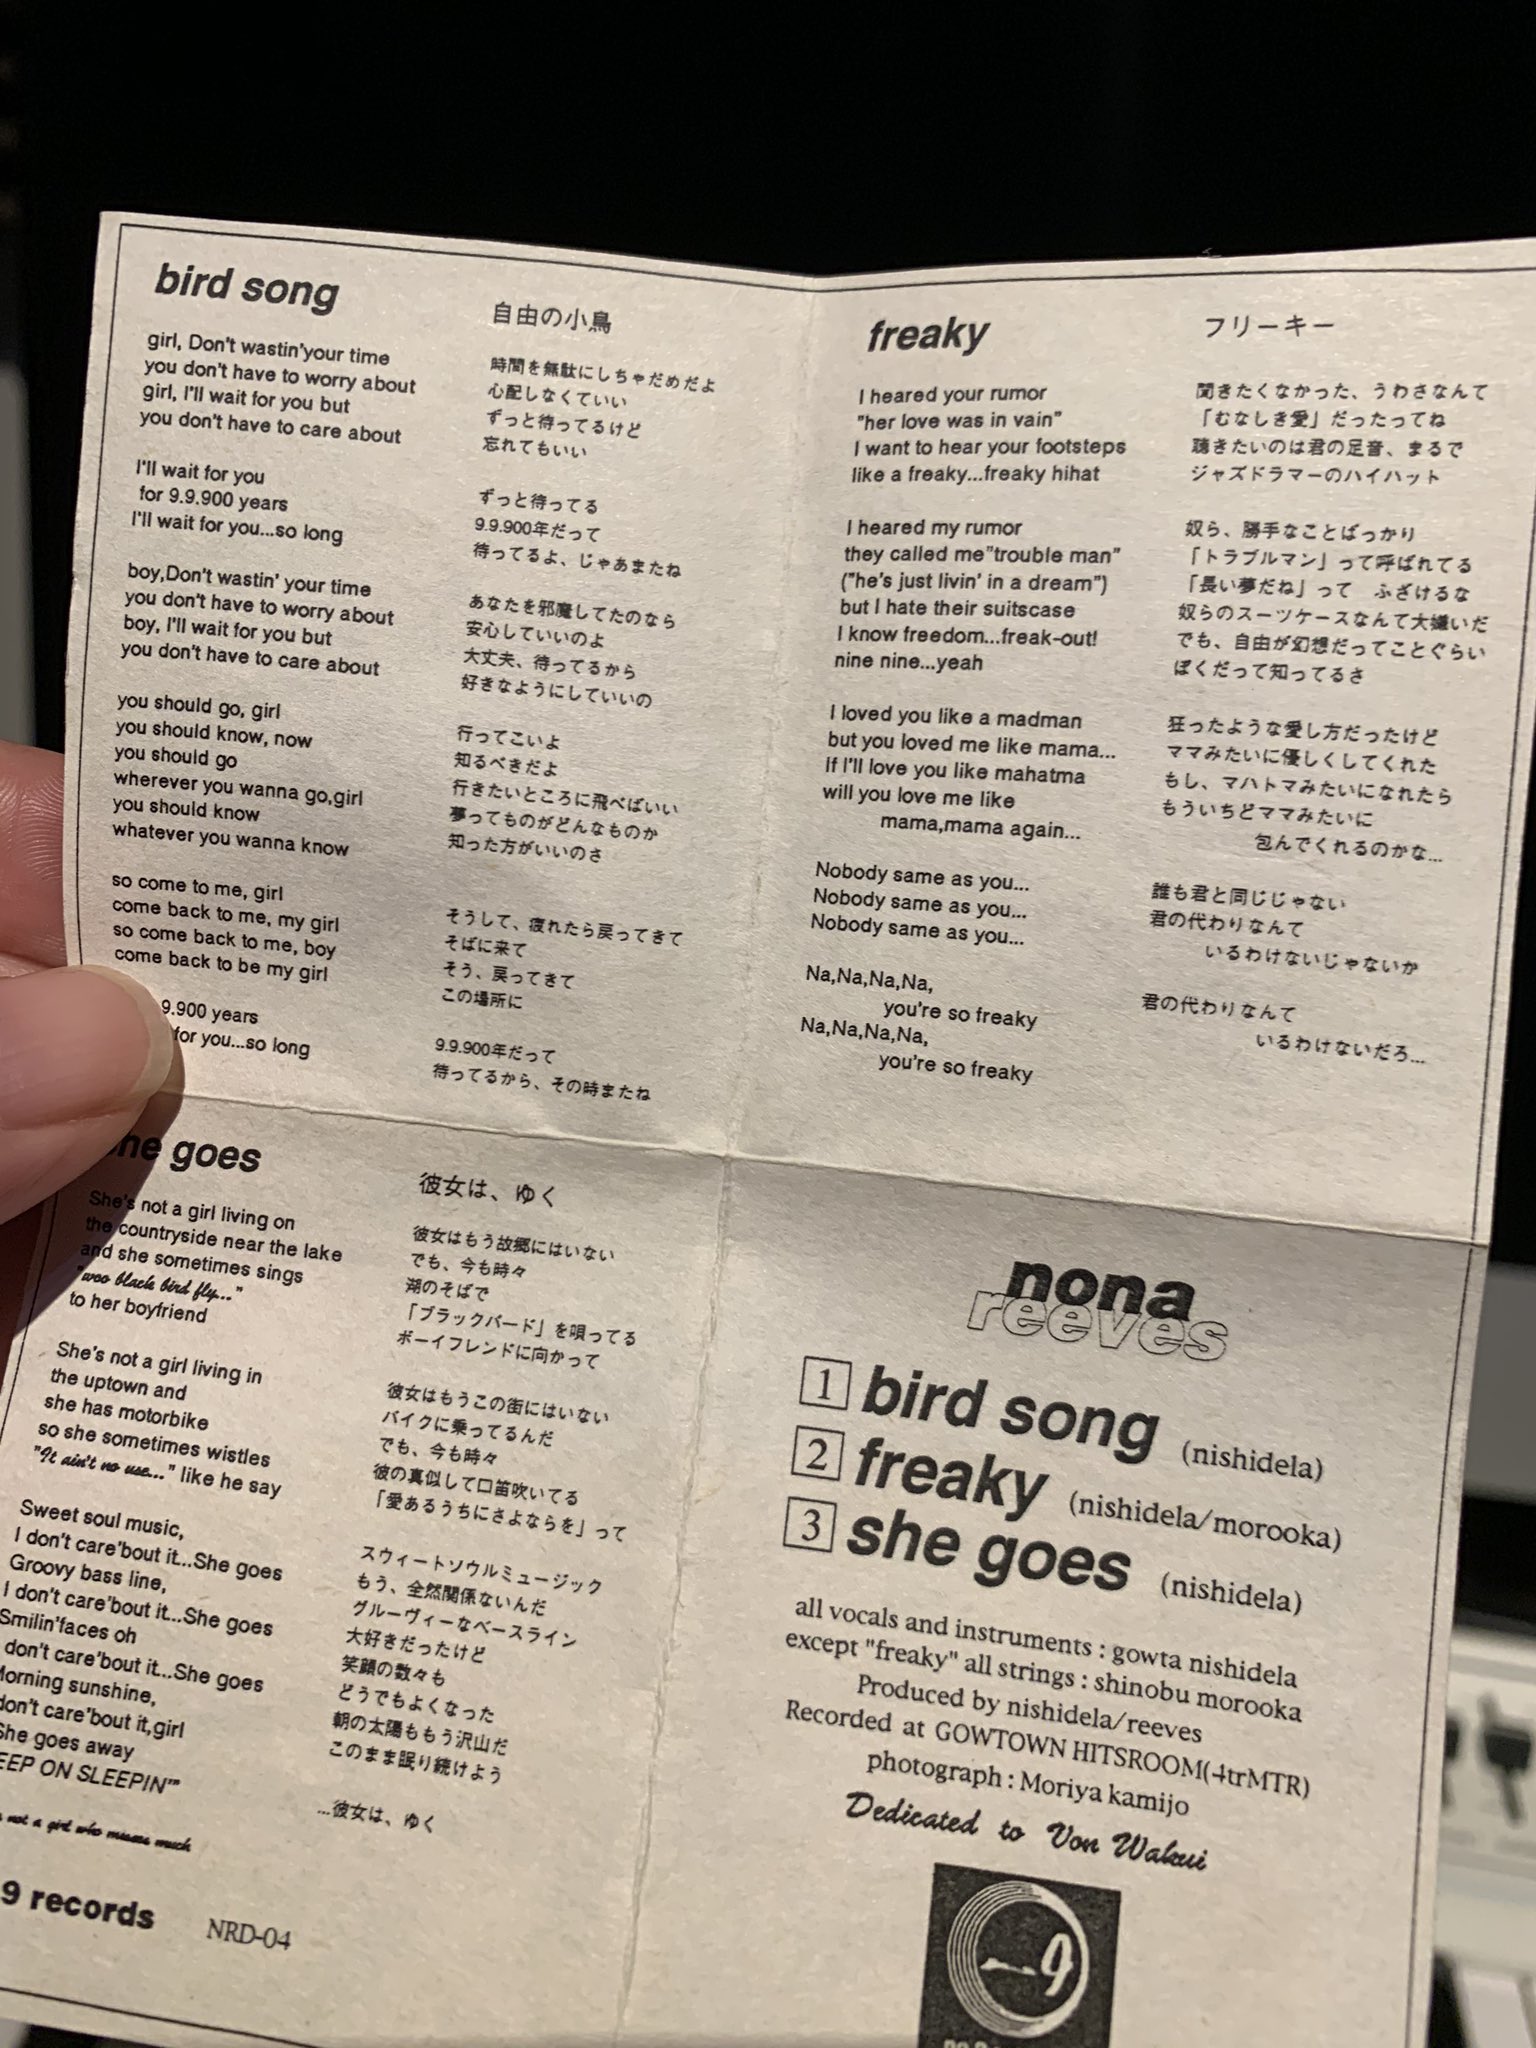 bird song
girl, Don't wastin'your time
you don't have to worry about
girl, I'll wait for you but
you don't have to care about
I'll wait for you
for 9.9.900 years
I'll wait for you...so long
boy,Don't wastin' your time
you don't have to worry about
boy, I'll wait for you but
you don't have to care about
you should go, girl
you should know, now
you should go
wherever you wanna go,girl
you should know
whatever you wanna know
so come to me, girl
come back to me, my girl
so come back to me, boy
come back to be my girl
9.900 years
for you...so long
自由の小鳥
時間を無駄にしちゃだめだよ
心配しなくていい
ずっと待ってるけど
忘れてもいい
ずっと待ってる
9.9.900年だって
待ってるよ、じゃあまたね
あなたを邪魔してたのなら
安心していいのよ
大丈夫、待ってるから
好きなようにしていいの
行ってこいよ
知るべきだよ
行きたいところに飛べばいい
夢ってものがどんなものか
知った方がいいのさ
そうして、疲れたら戻ってきて
そばに来て
そう、戻ってきて
この場所に
9.9.900年だって
待ってるから、その時またね
freaky
I heared your rumor
"her love was in vain"
I want to hear your footsteps
like a freaky...freaky hihat
I heared my rumor
they called me"trouble man"
("he's just livin' in a dream")
but I hate their suitscase
I know freedom...freak-out!
nine nine...yeah
I loved you like a madman
but you loved me like mama...
If I'll love you like mahatma
will you love me like
mama,mama again...
Nobody same as you...
Nobody same as you...
Nobody same as you...
Na,Na,Na,Na,
you're so freaky
Na,Na,Na,Na,
you're so freaky
フリーキー
聞きたくなかった、うわさなんて
「むなしき愛」だったってね
聴きたいのは君の足音、まるで
ジャズドラマーのハイハット
奴ら、勝手なことばっかり
「トラブルマン」って呼ばれてる
「長い夢だね」って ふざけるな
奴らのスーツケースなんて大嫌いだ
でも、自由が幻想だってことぐらい
ぼくだって知ってるさ
狂ったような愛し方だったけど
ママみたいに優しくしてくれた
もし、マハトマみたいになれたら
もういちどママみたいに
包んでくれるのかな...
誰も君と同じじゃない
君の代わりなんて
いるわけないじゃないか
君の代わりなんて
いるわけないだろ...
she goes
She's not a girl living on
the countryside near the lake
and she sometimes sings
"woo black bird fly..."
to her boyfriend
She's not a girl living in
the uptown and
she has motorbike
so she sometimes wistles
"It ain't no use..." like he say
Sweet soul music,
I don't care'bout it...She goes
Groovy bass line,
I don't care'bout it...She goes
Smilin'faces oh
don't care'bout it...She goes
Morning sunshine,
don't care'bout it,girl
She goes away
EEP ON SLEEPIN'"
not a girl who misses much
9 records
NRD-04
彼女は、ゆく
彼女はもう故郷にはいない
でも、今も時々
湖のそばで
「ブラックバード」を唄ってる
ボーイフレンドに向かって
彼女はもうこの街にはいない
バイクに乗ってるんだ
でも、今も時々
彼の真似して口笛吹いてる
「愛あるうちにさよならを」って
スウィートソウルミュージック
もう、全然関係ないんだ
グルーヴィーなベースライン
大好きだったけど
笑顔の数々も
どうでもよくなった
朝の太陽ももう沢山だ
このまま眠り続けよう
...彼女は、ゆく
nona
reeves
1 bird song (nishidela)
2 freaky (nishidela/morooka)
3 she goes (nishidela)
all vocals and instruments : gowta nishidela
except "freaky" all strings : shinobu morooka
Produced by nishidela/reeves
Recorded at GOWTOWN HITSROOM(4trMTR)
photograph : Moriya kamijo
Dedicated to Von Wakui
9